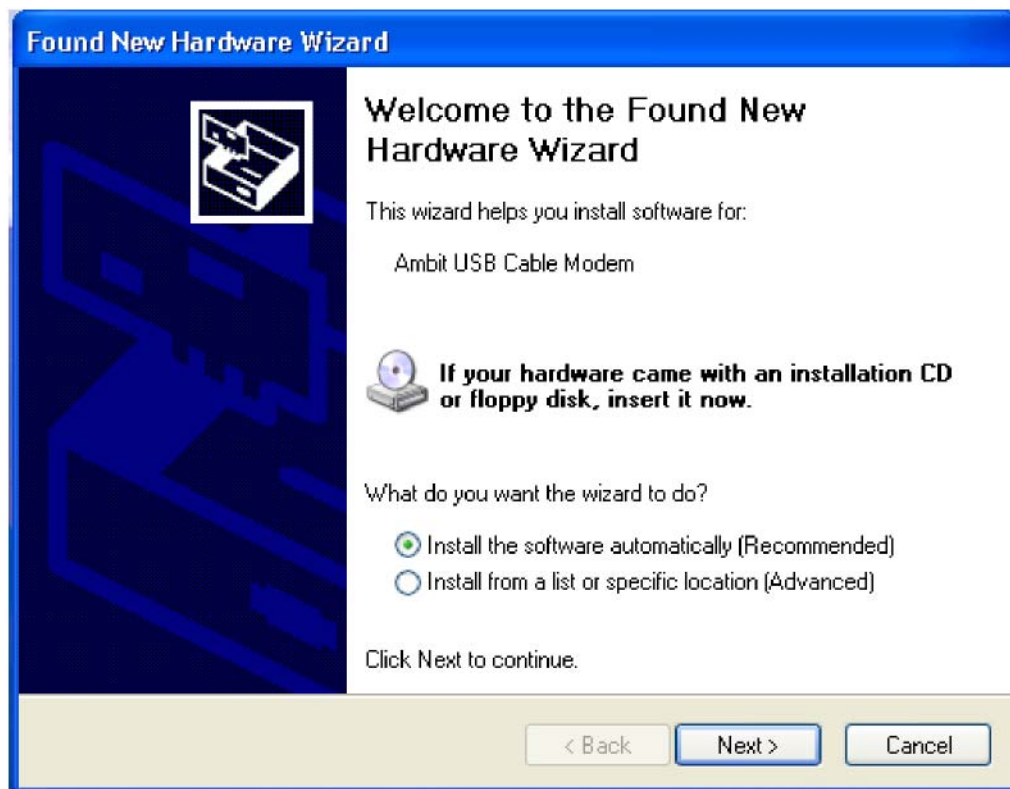 Found New Hardware Wizard
Welcome to the Found New
Hardware Wizard
This wizard helps you install software for:
Ambit USB Cable Modem
If your hardware came with an installation CD
or floppy disk, insert it now.
What do you want the wizard to do?
Install the software automatically (Recommended)
Install from a list or specific location (Advanced)
Click Next to continue.
< Back
Next >
Cancel